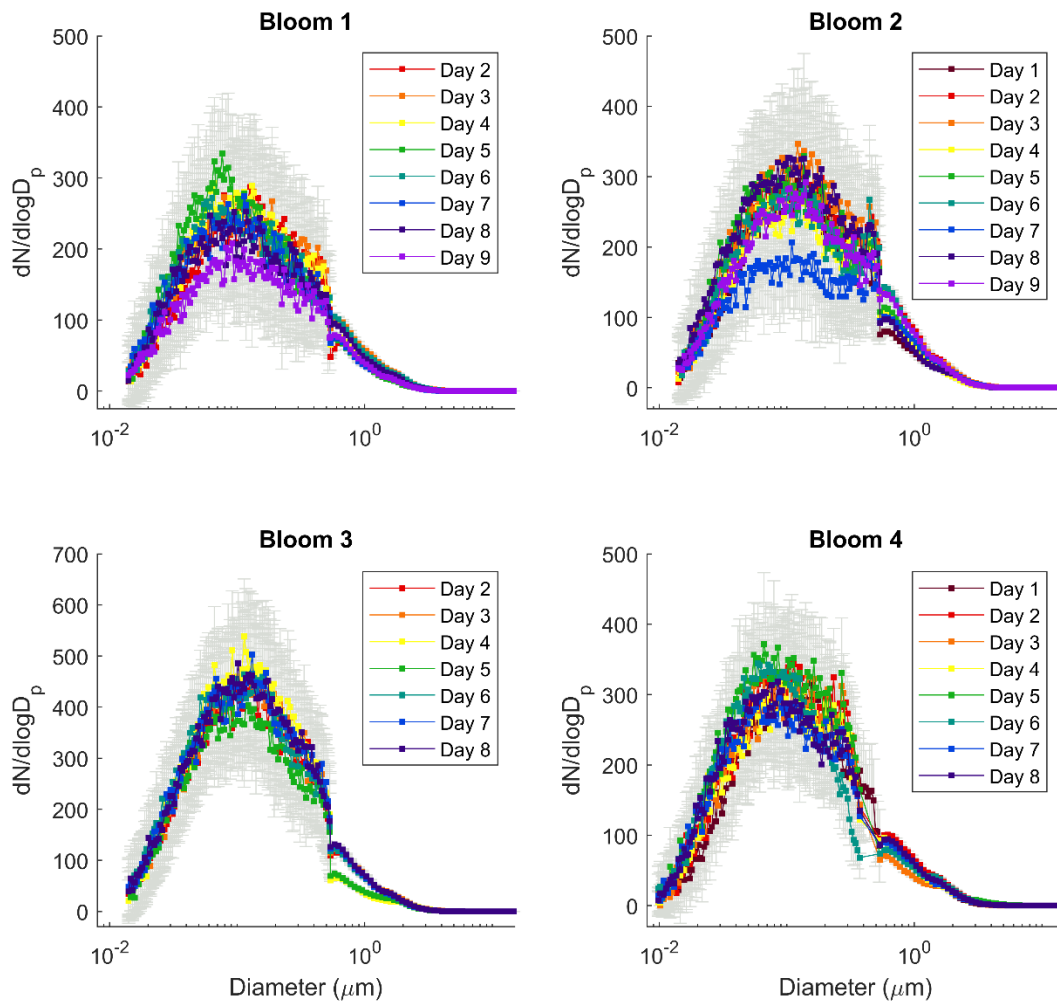 Bloom 1
500
400
300
200
100
0
dN/dlogD_p
10^-2
10^0
Day 2
Day 3
Day 4
Day 5
Day 6
Day 7
Day 8
Day 9
Bloom 2
500
400
300
200
100
0
dN/dlogD_p
10^-2
10^0
Day 1
Day 2
Day 3
Day 4
Day 5
Day 6
Day 7
Day 8
Day 9
Bloom 3
700
600
500
400
300
200
100
0
dN/dlogD_p
10^-2
10^0
Diameter (μm)
Day 2
Day 3
Day 4
Day 5
Day 6
Day 7
Day 8
Bloom 4
500
400
300
200
100
0
dN/dlogD_p
10^-2
10^0
Diameter (μm)
Day 1
Day 2
Day 3
Day 4
Day 5
Day 6
Day 7
Day 8